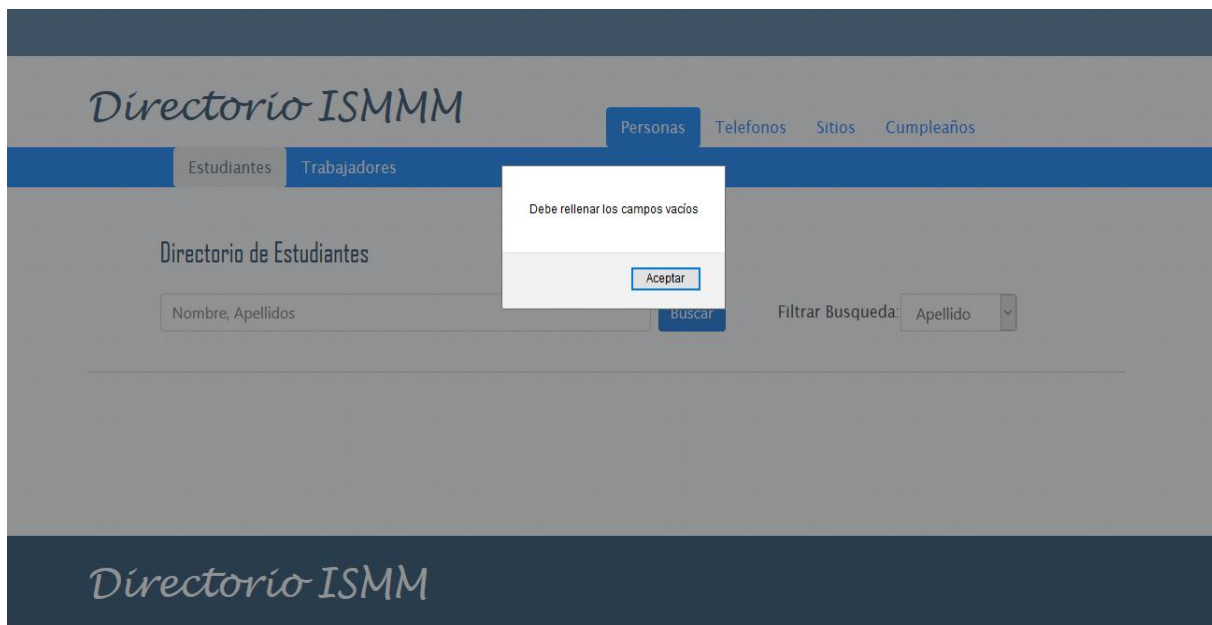 Directorio ISMMM
Personas Telefonos Sitios Cumpleaños
Estudiantes Trabajadores
Debe rellenar los campos vacíos
Directorio de Estudiantes
Aceptar
Nombre, Apellidos Buscar Filtrar Busqueda: Apellido
Directorio ISMM